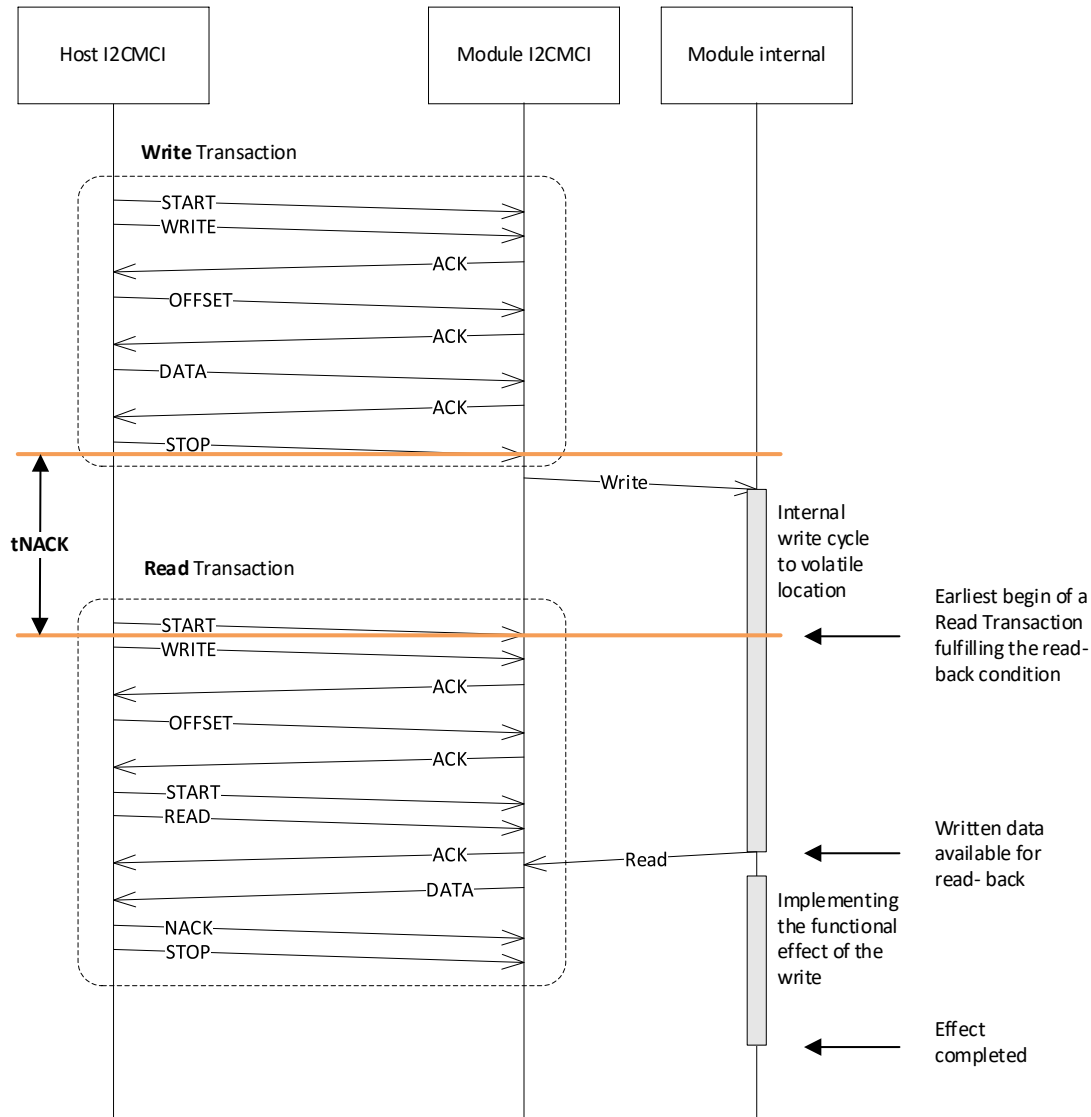 Host I2CMCI
Module I2CMCI
Module internal
Write Transaction
START
WRITE
ACK
OFFSET
ACK
DATA
ACK
STOP
Write
tNACK
Internal
write cycle
to volatile
location
Read Transaction
START
WRITE
Earliest begin of a
Read Transaction
fulfilling the read-
back condition
ACK
OFFSET
ACK
START
READ
ACK
Read
Written data
available for
read- back
DATA
NACK
STOP
Implementing
the functional
effect of the
write
Effect
completed